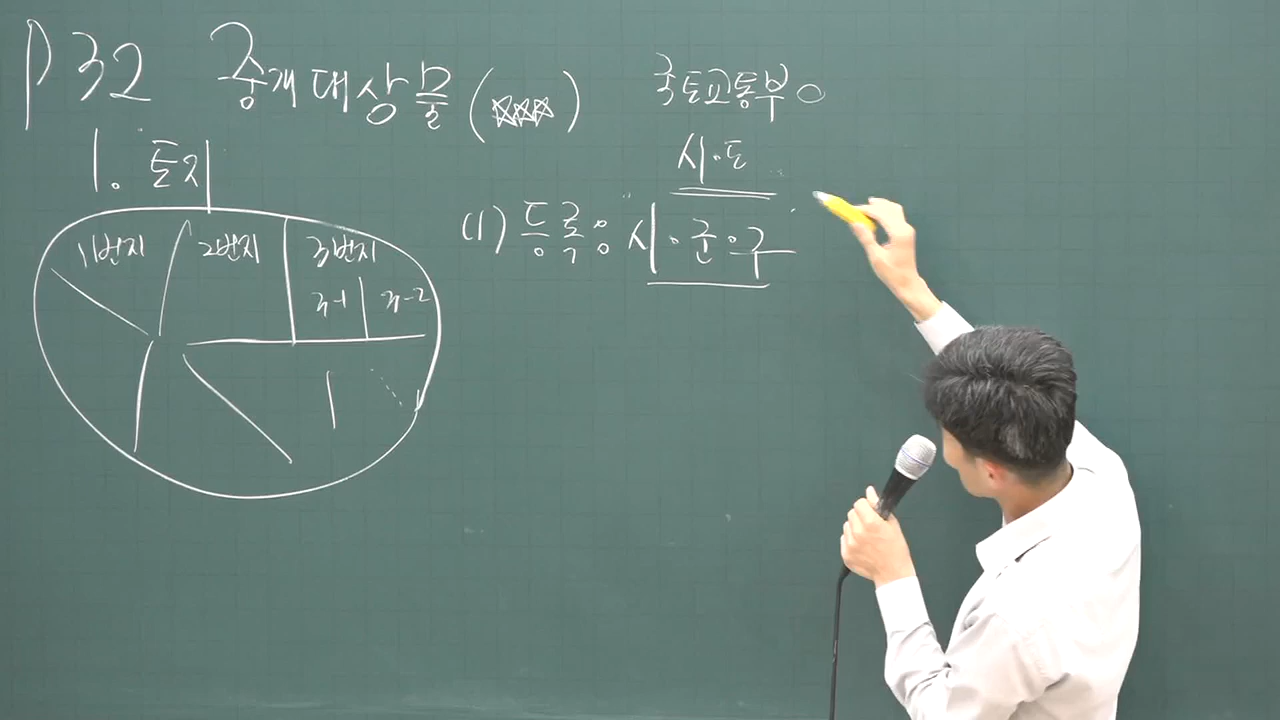 P 32 중개대상물 (☆☆☆)
국토교통부
시·도
1. 토지
(1) 등록: 시·군·구
1번지 2번지 3번지
3-1 3-2